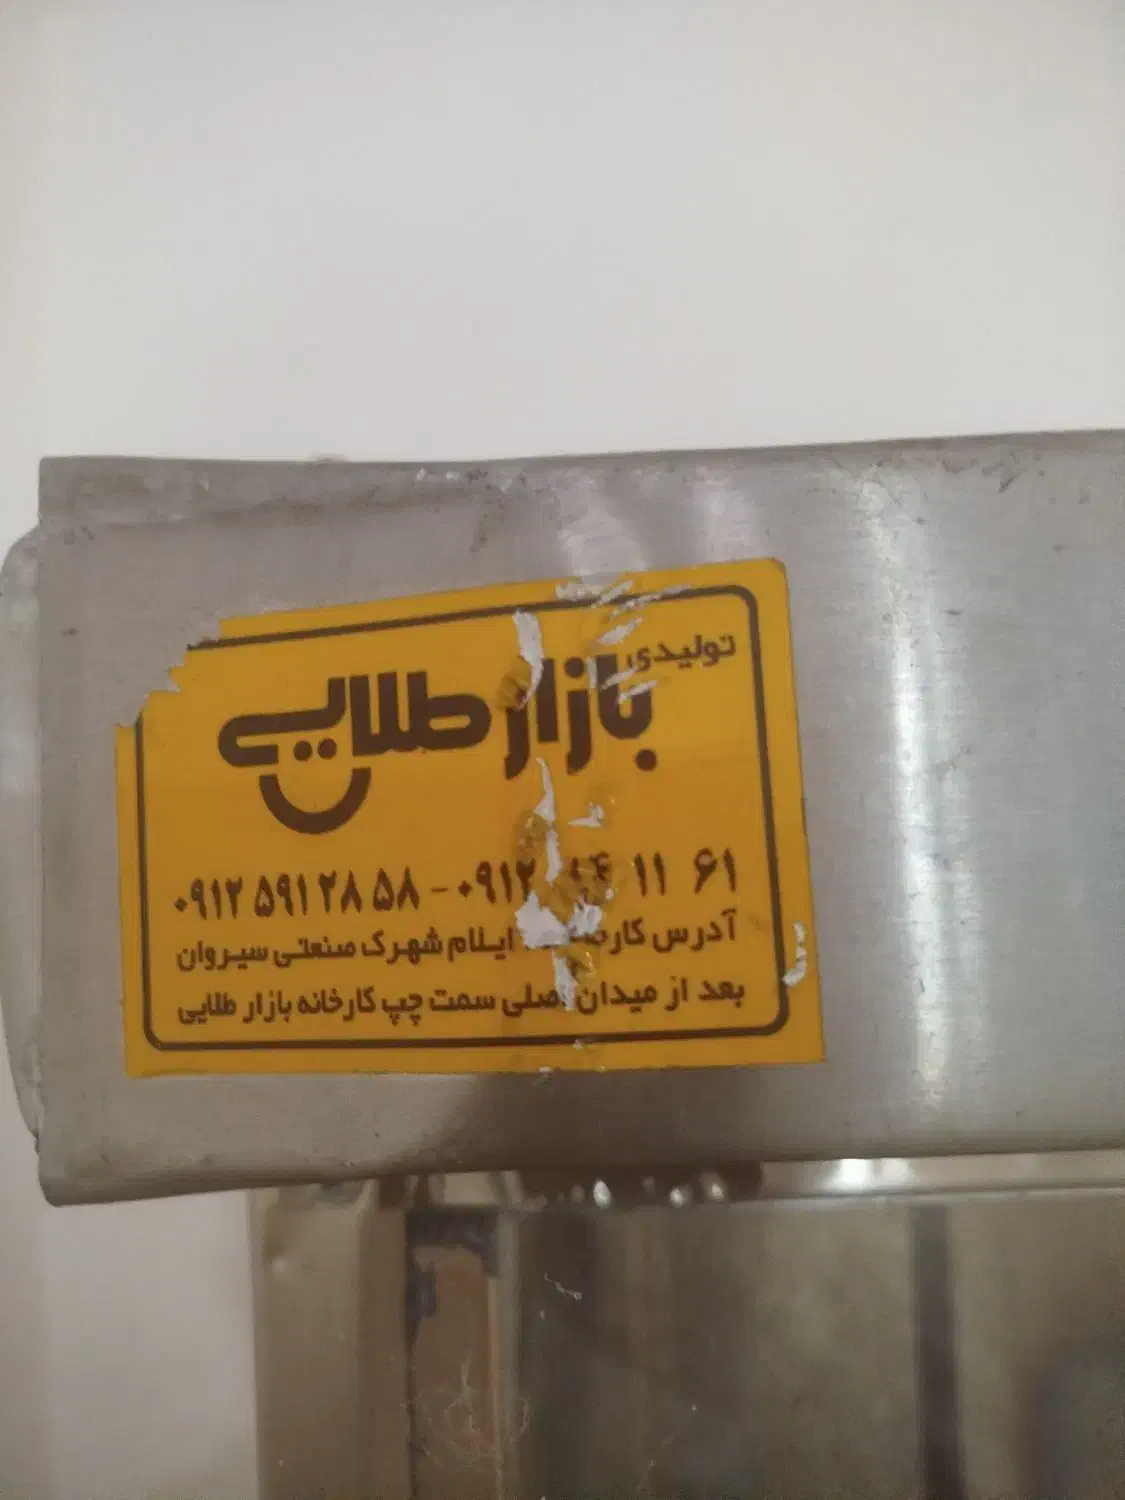 تولیدی
بازار طلایی
۰۹۱۲ ۵۹۱ ۲۸ ۵۸ - ۰۹۱۲ ۱۱ ۶۱
آدرس ایلام شهرک صنعتی سیروان
بعد از میدان اصلی سمت چپ کارخانه بازار طلایی